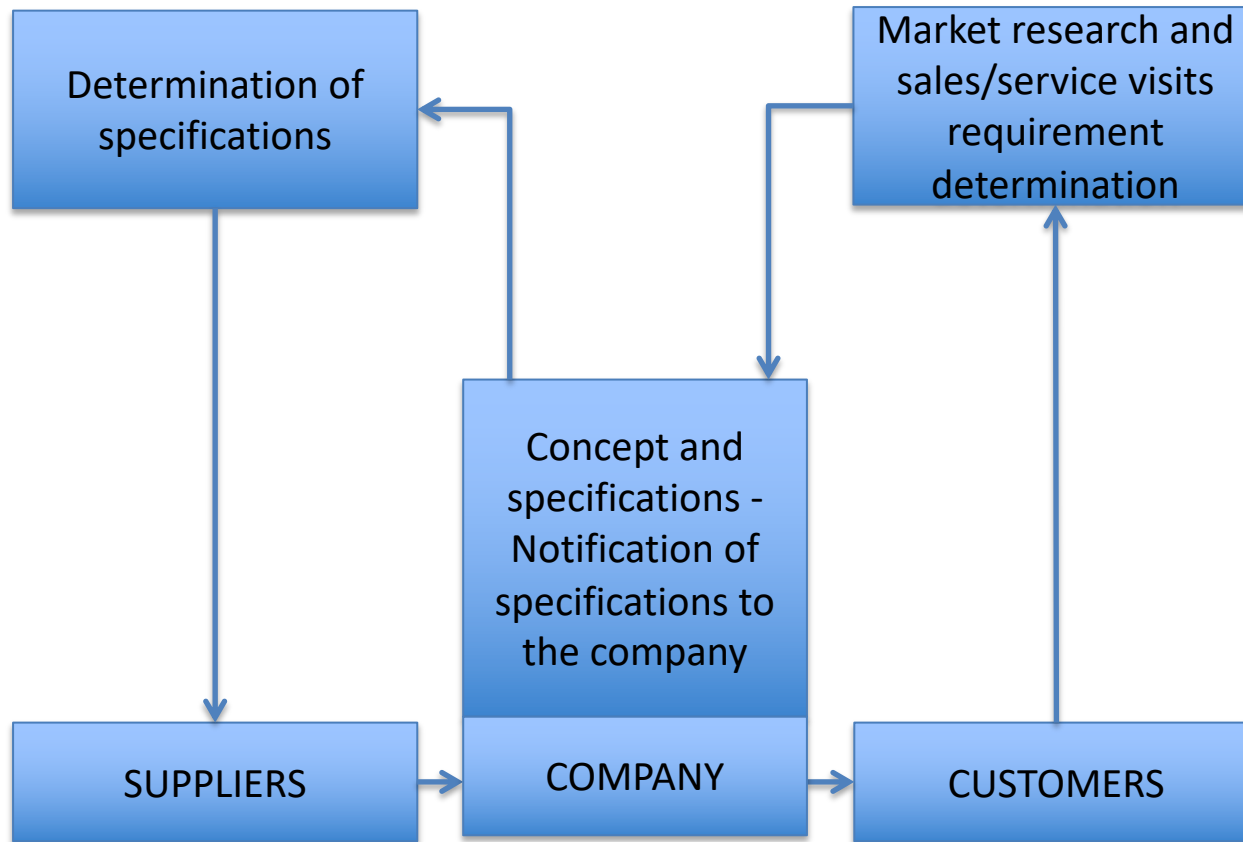 Determination of
specifications
Market research and
sales/service visits
requirement
determination
Concept and
specifications -
Notification of
specifications to
the company
SUPPLIERS
COMPANY
CUSTOMERS